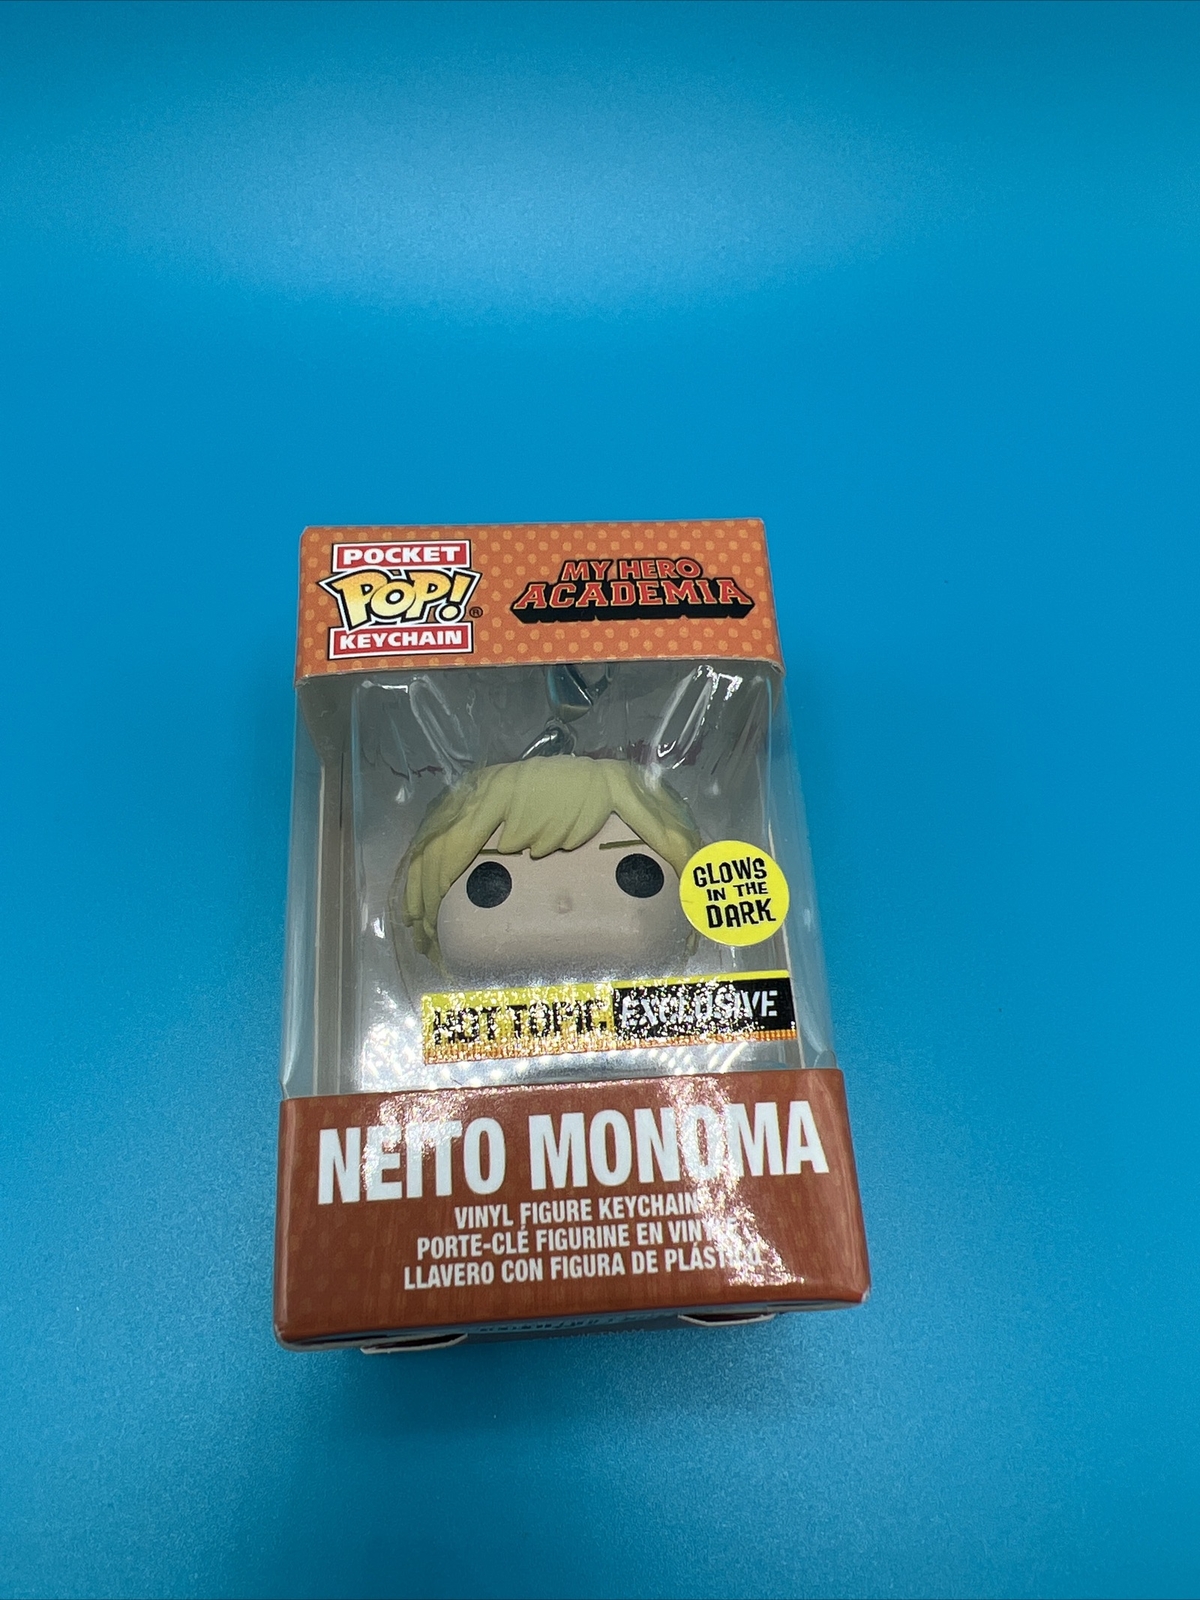 POCKET
POP!®
KEYCHAIN
MY HERO
ACADEMIA
GLOWS
IN THE
DARK
HOT TOPIC EXCLUSIVE
NEITO MONOMA
VINYL FIGURE KEYCHAIN
PORTE-CLÉ FIGURINE EN
LLAVERO CON FIGURA DE PLÁSTICO